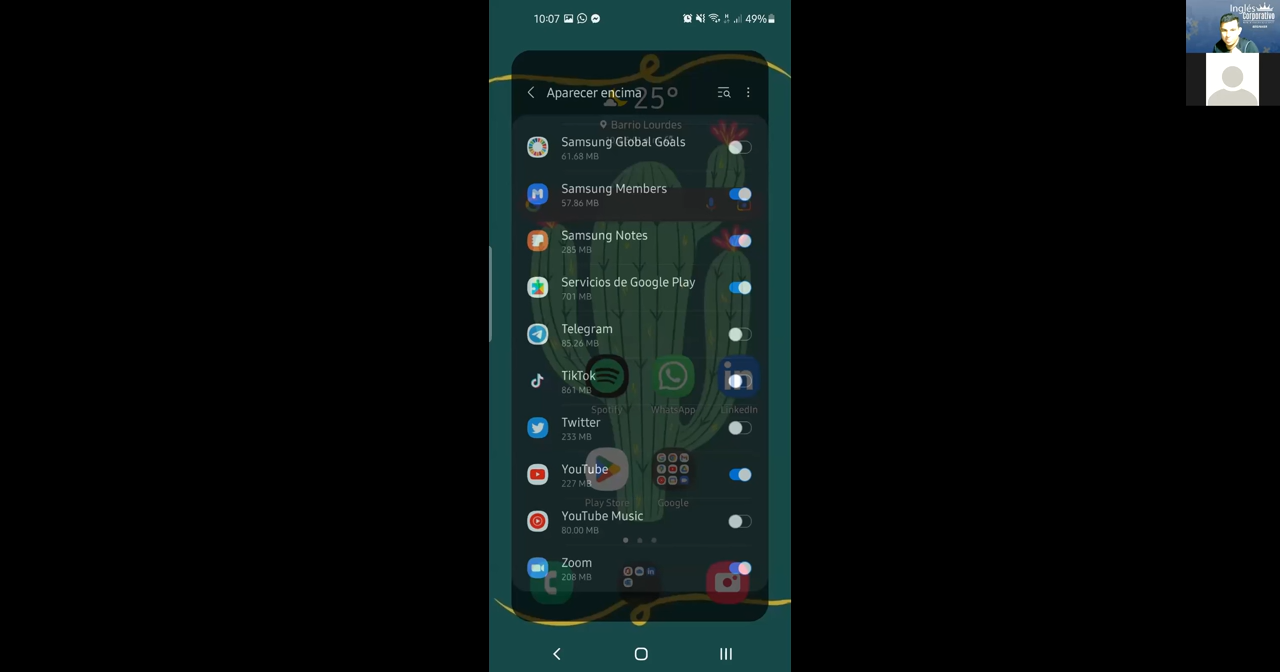 10:07
49%
Inglés
Corporativo
Aparecer encima
25°
Barrio Lourdes
Samsung Global Goals
61.68 MB
Samsung Members
57.86 MB
Samsung Notes
285 MB
Servicios de Google Play
701 MB
Telegram
85.26 MB
TikTok
861 MB
Spotify
WhatsApp
LinkedIn
Twitter
233 MB
YouTube
227 MB
Play Store
Google
YouTube Music
80.00 MB
Zoom
208 MB